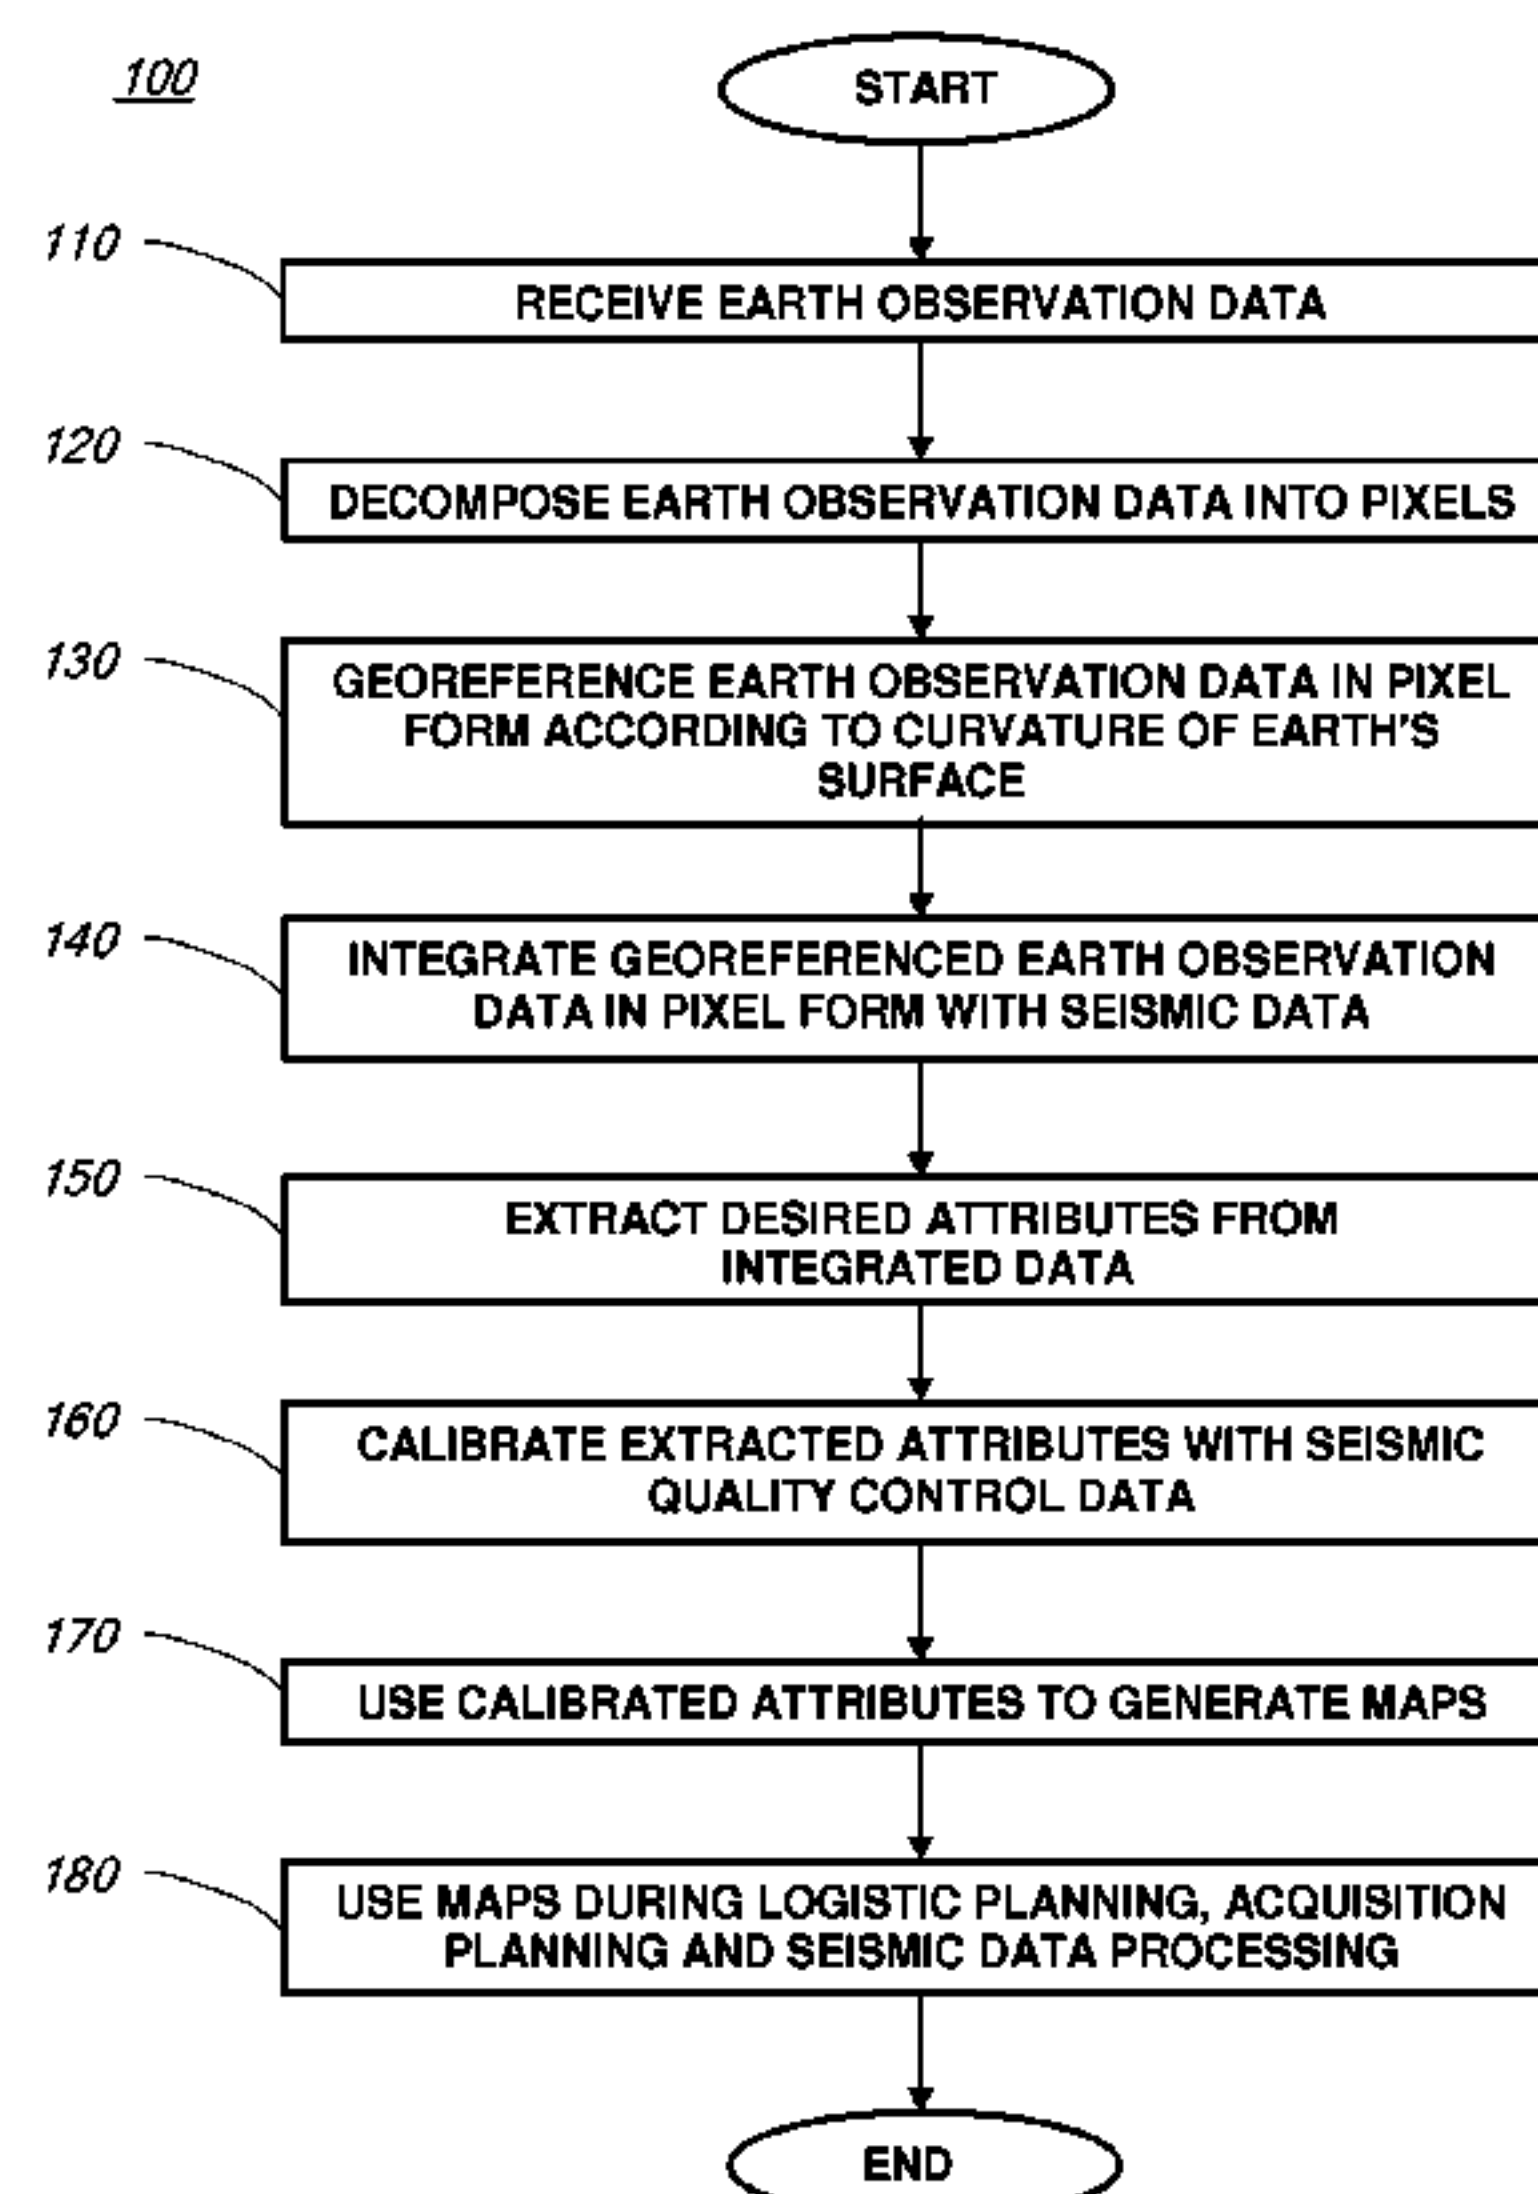 100
START
110
RECEIVE EARTH OBSERVATION DATA
120
DECOMPOSE EARTH OBSERVATION DATA INTO PIXELS
130
GEOREFERENCE EARTH OBSERVATION DATA IN PIXEL
FORM ACCORDING TO CURVATURE OF EARTH'S
SURFACE
140
INTEGRATE GEOREFERENCED EARTH OBSERVATION
DATA IN PIXEL FORM WITH SEISMIC DATA
150
EXTRACT DESIRED ATTRIBUTES FROM
INTEGRATED DATA
160
CALIBRATE EXTRACTED ATTRIBUTES WITH SEISMIC
QUALITY CONTROL DATA
170
USE CALIBRATED ATTRIBUTES TO GENERATE MAPS
180
USE MAPS DURING LOGISTIC PLANNING, ACQUISITION
PLANNING AND SEISMIC DATA PROCESSING
END